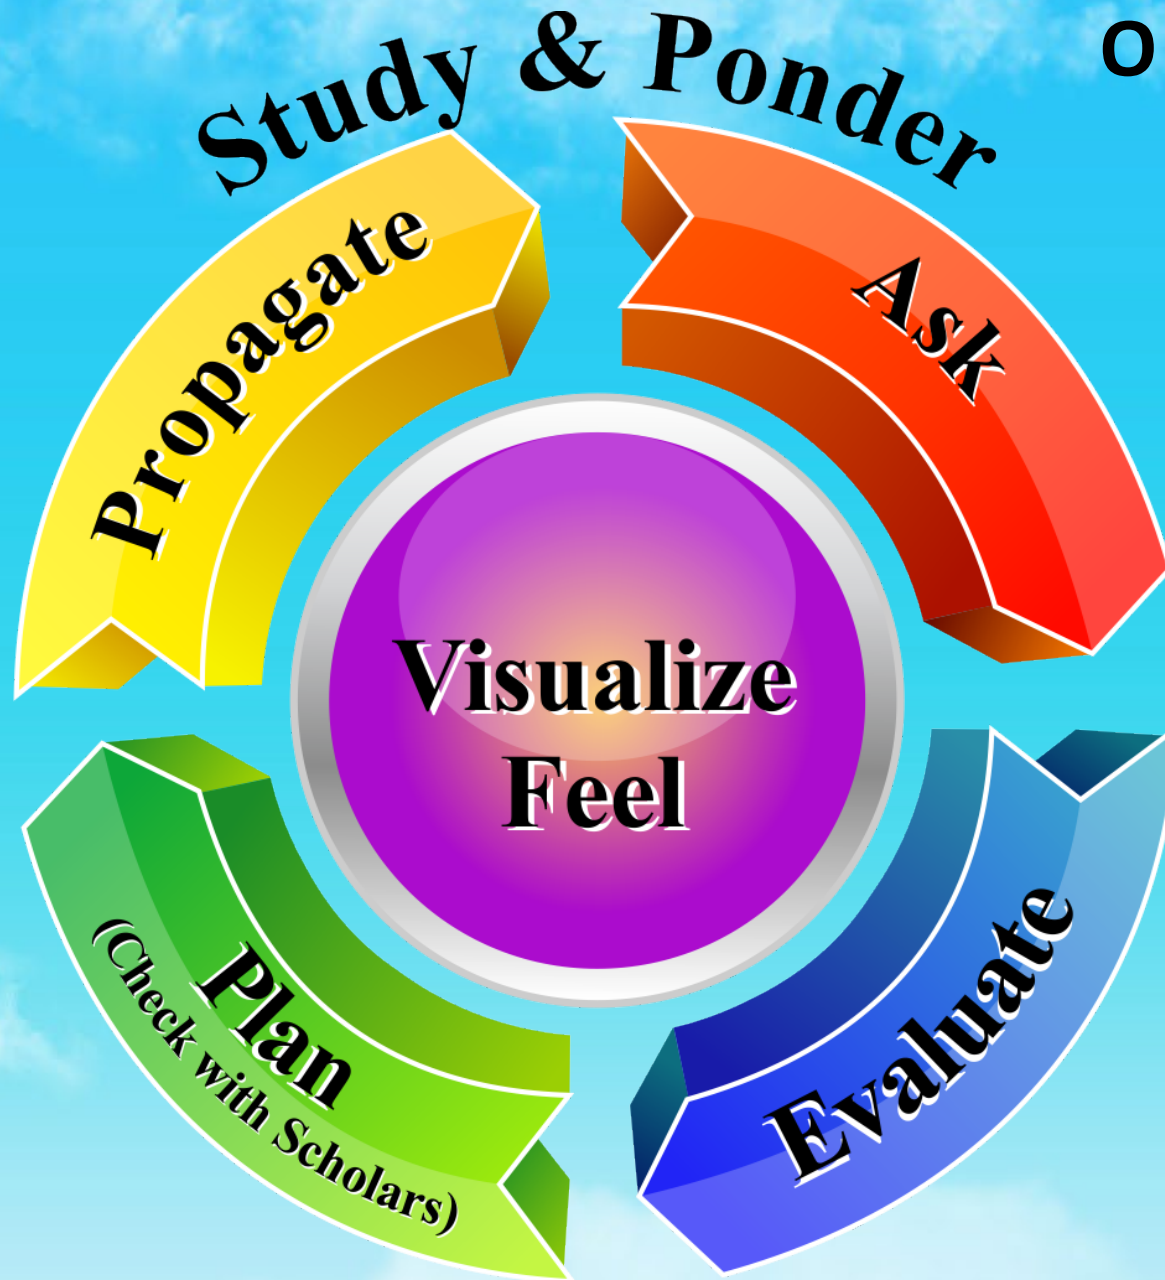 Study & Ponder
O
Ask
Evaluate
Plan
(Check with Scholars)
Propagate
Visualize
Feel